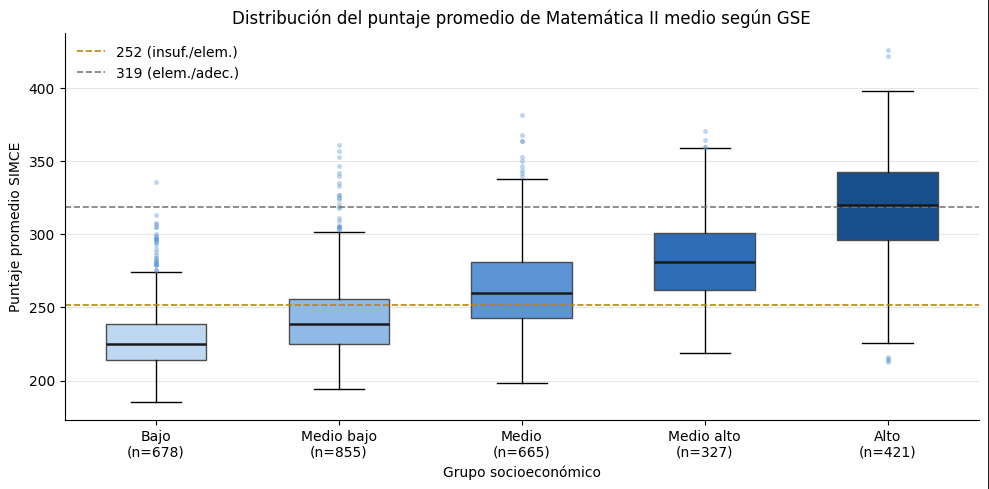 Distribución del puntaje promedio de Matemática II medio según GSE
252 (insuf./elem.)
319 (elem./adec.)
Puntaje promedio SIMCE
400
350
300
250
200
Bajo
(n=678)
Medio bajo
(n=855)
Medio
(n=665)
Medio alto
(n=327)
Alto
(n=421)
Grupo socioeconómico